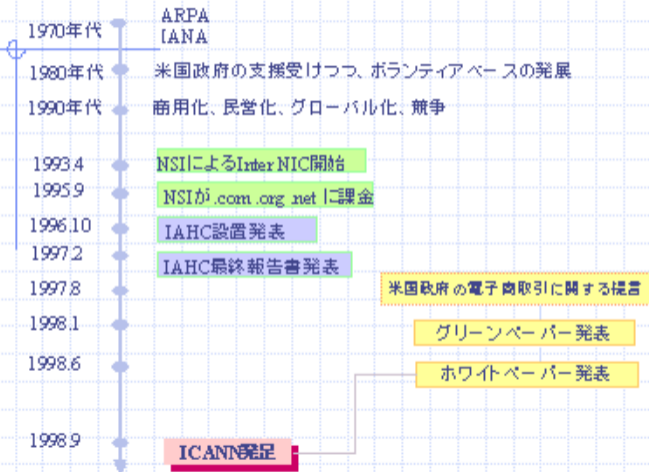 1970年代 ARPA
IANA
1980年代 米国政府の支援受けつつ、ボランティアベースの発展
1990年代 商用化、民営化、グローバル化、競争
1993.4 NSIによるInter NIC開始
1995.9 NSIが .com .org .net に課金
1996.10 IAHC設置発表
1997.2 IAHC最終報告書発表
1997.8 米国政府の電子商取引に関する提言
1998.1 グリーンペーパー発表
1998.6 ホワイトペーパー発表
1998.9 ICANN発足